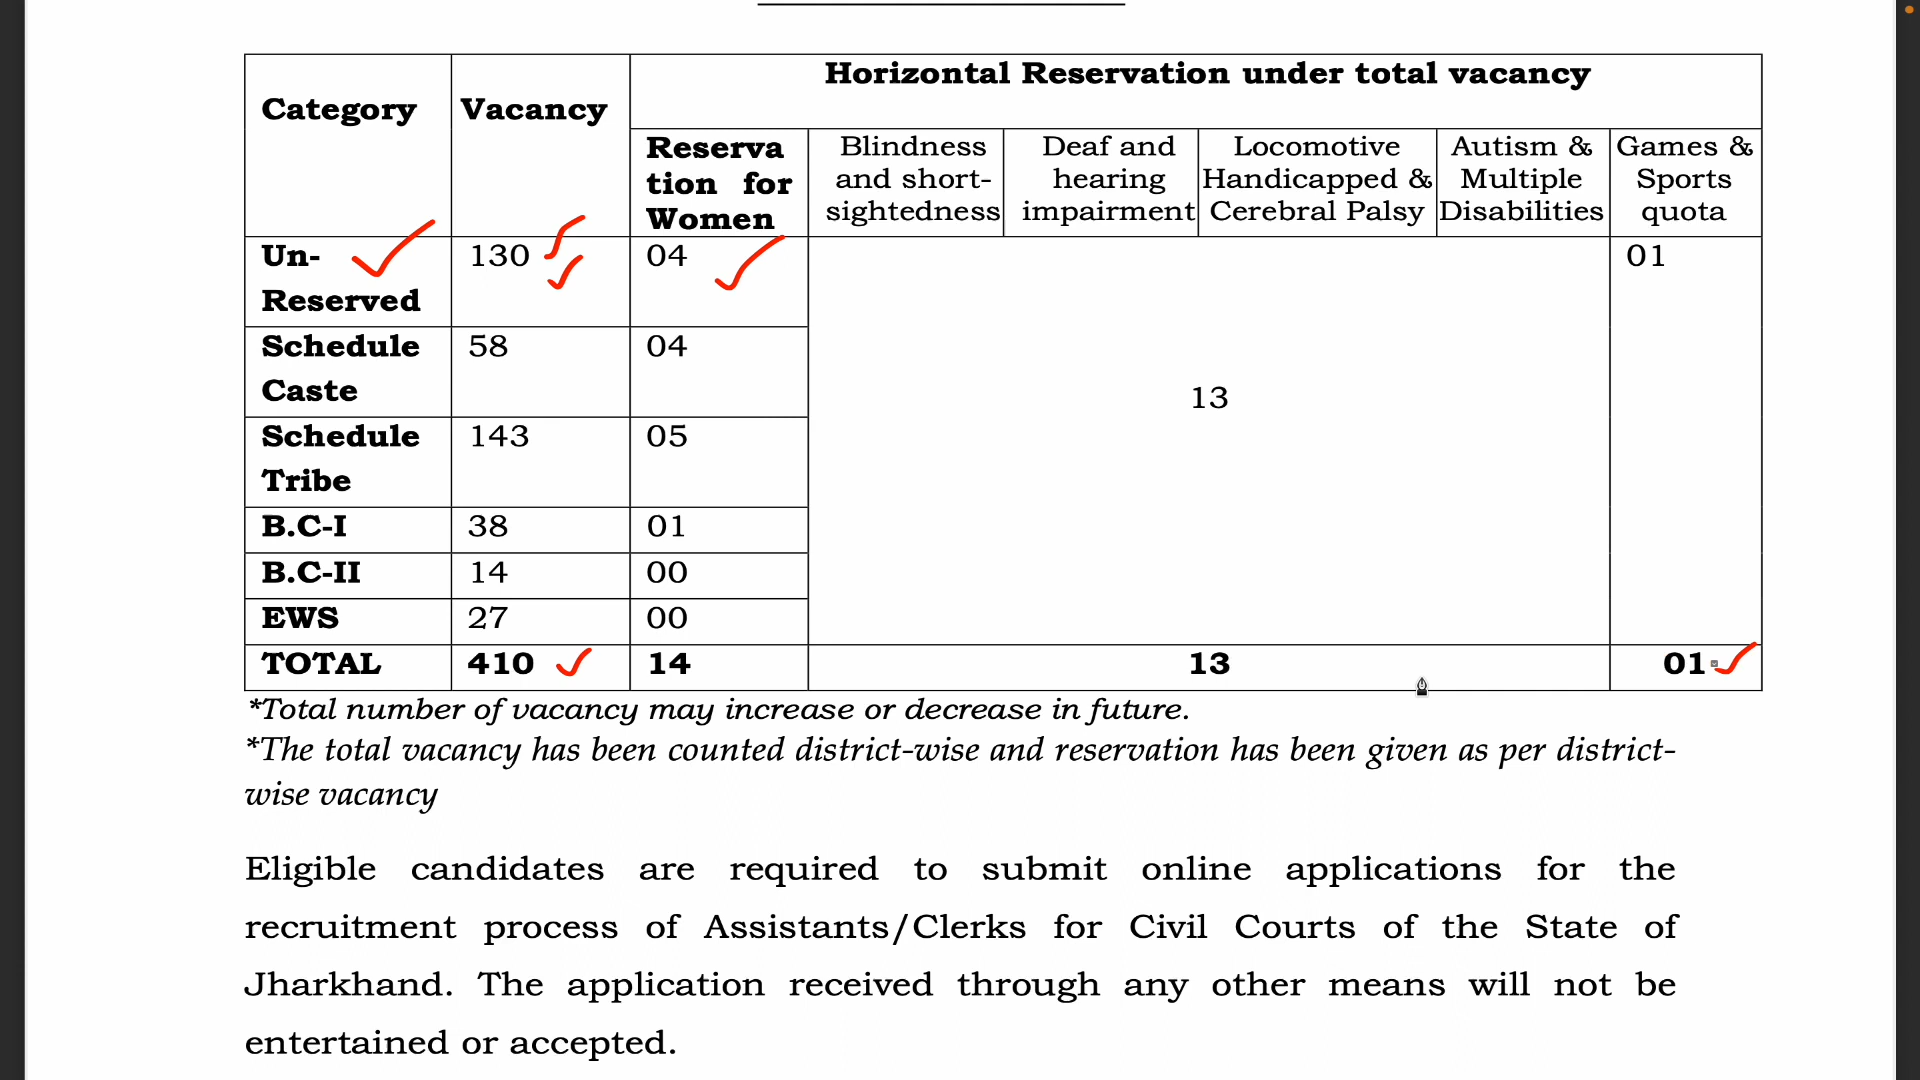 Horizontal Reservation under total vacancy
Category Vacancy
Reserva Blindness Deaf and Locomotive Autism & Games &
tion for and short- hearing Handicapped & Multiple Sports
Women sightedness impairment Cerebral Palsy Disabilities quota
Un- 130 04 01
Reserved
Schedule 58 04
Caste
13
Schedule 143 05
Tribe
B.C-I 38 01
B.C-II 14 00
EWS 27 00
TOTAL 410 14 13 01
*Total number of vacancy may increase or decrease in future.
*The total vacancy has been counted district-wise and reservation has been given as per district-
wise vacancy
Eligible candidates are required to submit online applications for the
recruitment process of Assistants/Clerks for Civil Courts of the State of
Jharkhand. The application received through any other means will not be
entertained or accepted.